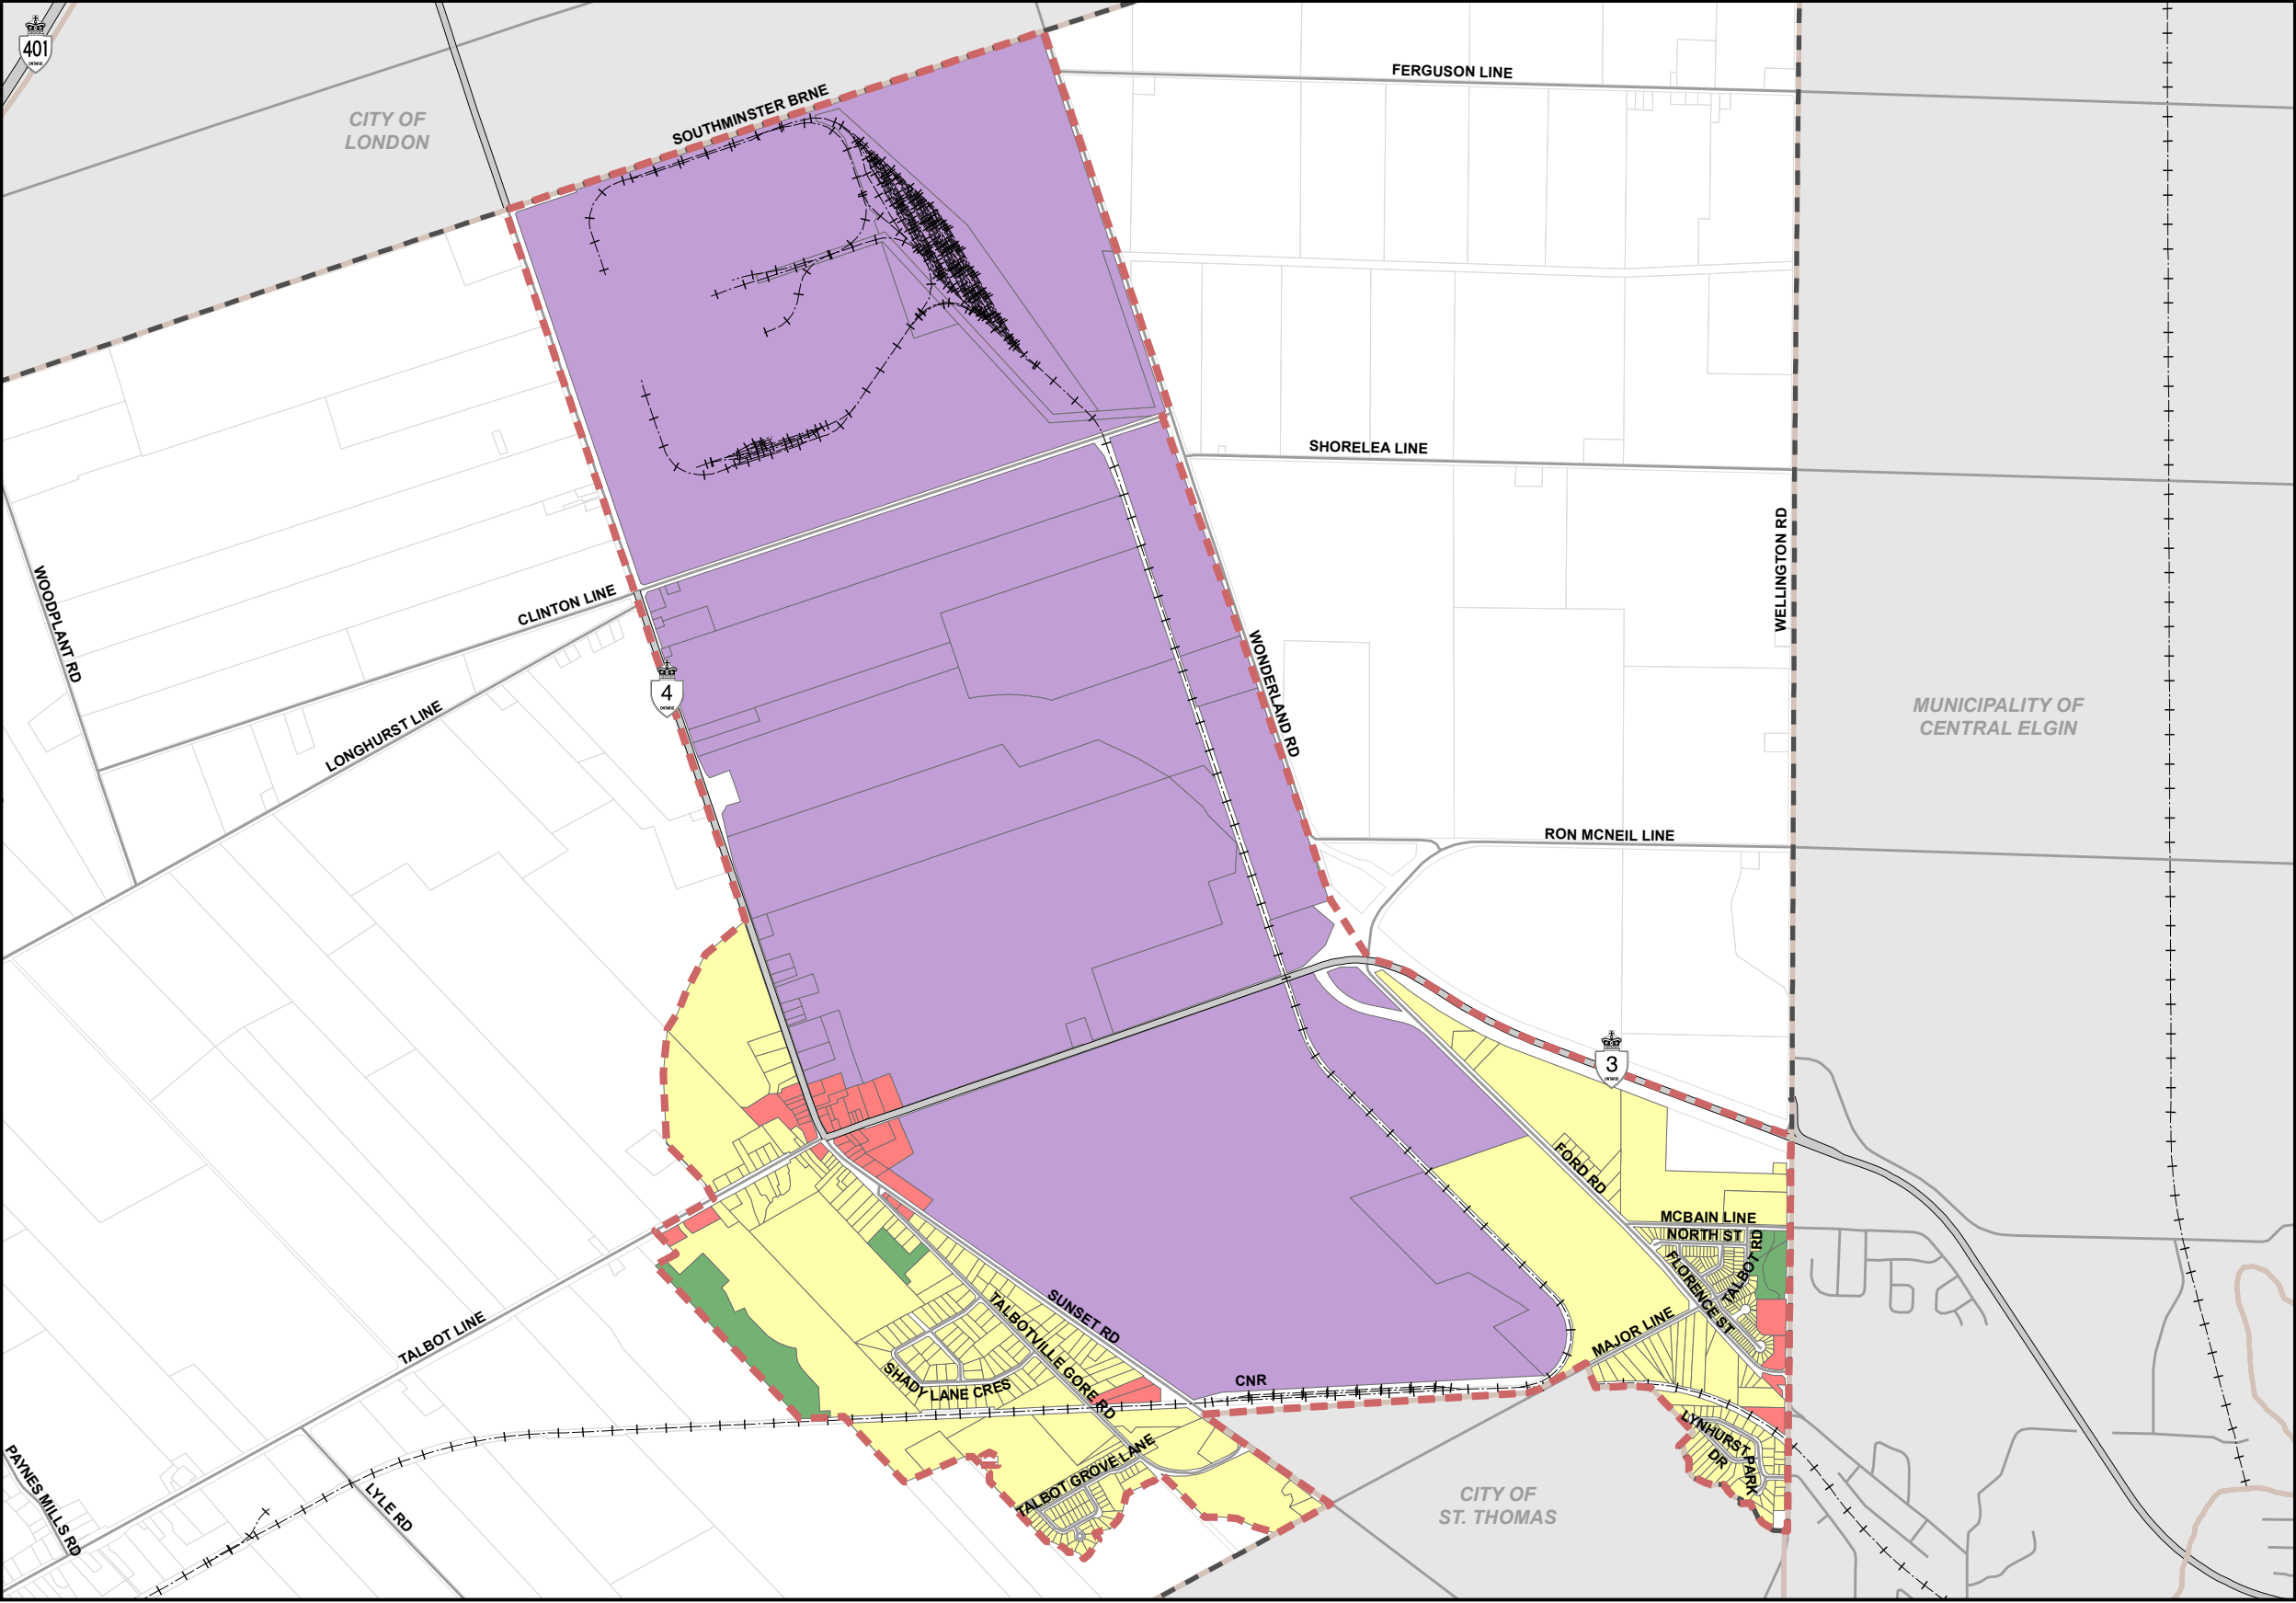 401
ONTARIO
CITY OF
LONDON
SOUTHMINSTER BRNE
FERGUSON LINE
SHORELEA LINE
WELLINGTON RD
WOODPLANT RD
CLINTON LINE
LONGHURST LINE
4
ONTARIO
WONDERLAND RD
MUNICIPALITY OF
CENTRAL ELGIN
RON MCNEIL LINE
3
ONTARIO
FORD RD
MCBAIN LINE
NORTH ST
TALBOT RD
FLORENCE ST
MAJOR LINE
SUNSET RD
TALBOTVILLE GORE RD
TALBOT LINE
SHADY LANE CRES
CNR
LYNHURST
DR
PARK
TALBOT GROVE LANE
PAYNES MILLS RD
LYLE RD
CITY OF
ST. THOMAS